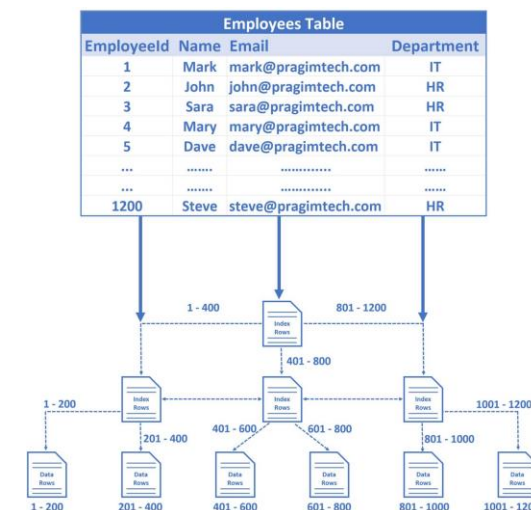 Employees Table
EmployeeId Name Email Department
1 Mark mark@pragimtech.com IT
2 John john@pragimtech.com HR
3 Sara sara@pragimtech.com HR
4 Mary mary@pragimtech.com IT
5 Dave dave@pragimtech.com IT
... ....... ............. ......
... ....... ............. ......
1200 Steve steve@pragimtech.com HR
1 - 400
801 - 1200
Index
Rows
401 - 800
Index
Rows
Index
Rows
Index
Rows
1 - 200
201 - 400
401 - 600
601 - 800
801 - 1000
1001 - 1200
Data
Rows
Data
Rows
Data
Rows
Data
Rows
Data
Rows
Data
Rows
1 - 200 201 - 400 401 - 600 601 - 800 801 - 1000 1001 - 120